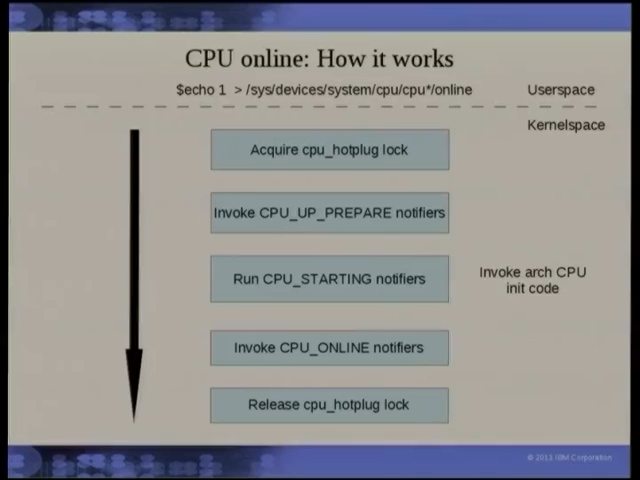 CPU online: How it works
$echo 1 > /sys/devices/system/cpu/cpu*/online
Userspace
Kernelspace
Acquire cpu_hotplug lock
Invoke CPU_UP_PREPARE notifiers
Run CPU_STARTING notifiers
Invoke arch CPU
init code
Invoke CPU_ONLINE notifiers
Release cpu_hotplug lock
© 2013 IBM Corporation